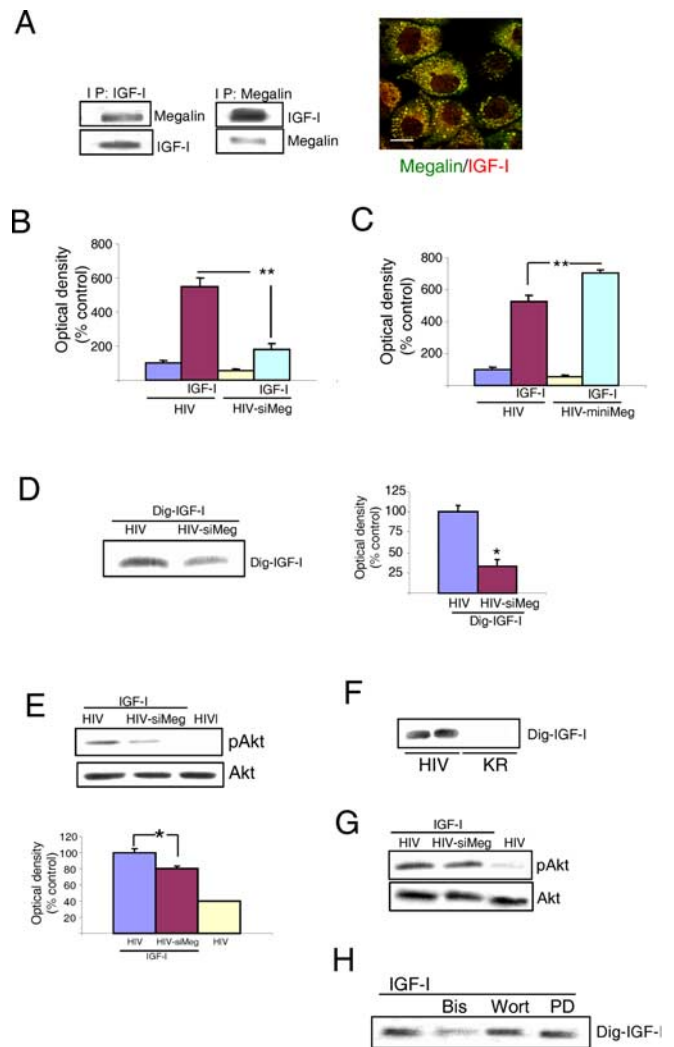 A
I P: IGF-I
Megalin
IGF-I
I P: Megalin
IGF-I
Megalin
Megalin/IGF-I
B
Optical density
(% control)
800
600
400
200
IGF-I
IGF-I
HIV
HIV-siMeg
**
C
Optical density
(% control)
800
600
400
200
IGF-I
IGF-I
HIV
HIV-miniMeg
**
D
Dig-IGF-I
HIV HIV-siMeg
Dig-IGF-I
Optical density
(% control)
125
100
75
50
25
*
HIV HIV-siMeg
Dig-IGF-I
E
IGF-I
HIV HIV-siMeg HIVI
pAkt
Akt
Optical density
(% control)
120
100
80
60
40
20
*
HIV HIV-siMeg HIV
IGF-I
F
Dig-IGF-I
HIV KR
G
IGF-I
HIV HIV-siMeg HIV
pAkt
Akt
H
IGF-I
Bis Wort PD
Dig-IGF-I